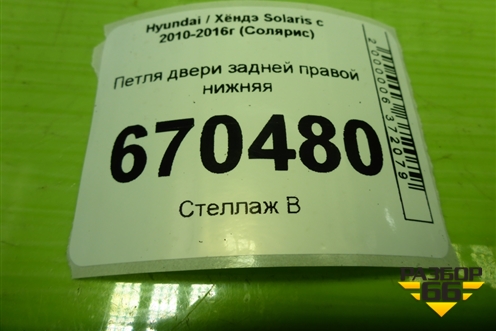 Hyundai / Хёндэ Solaris с
2010-2016г (Солярис)
Петля двери задней правой
нижняя
670480
Стеллаж В
2000006372079
РАЗБОР
66